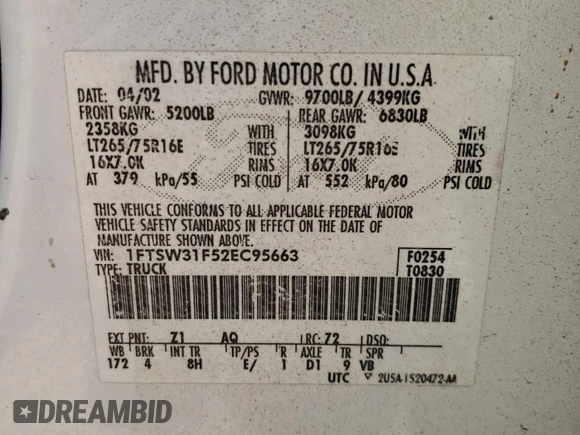 MFD. BY FORD MOTOR CO. IN U.S.A.
DATE: 04/02 GVWR: 9700LB/ 4399KG
FRONT GAWR: 5200LB REAR GAWR: 6830LB
2358KG WITH 3098KG WITH
LT265/75R16E TIRES LT265/75R16E TIRES
16X7.0K RIMS 16X7.0K RIMS
AT 379 kPa/55 PSI COLD AT 552 kPa/80 PSI COLD
THIS VEHICLE CONFORMS TO ALL APPLICABLE FEDERAL MOTOR
VEHICLE SAFETY STANDARDS IN EFFECT ON THE DATE OF
MANUFACTURE SHOWN ABOVE.
VIN: 1FTSW31F52EC95663 F0254
TYPE: TRUCK T0830
EXT PNT: Z1 AQ RC: 72 DSO:
WB BRK INT TR TP/PS R AXLE TR SPR
172 4 8H E/ 1 D1 9 VB
UTC 2USA-1520472-AA
DREAMBID